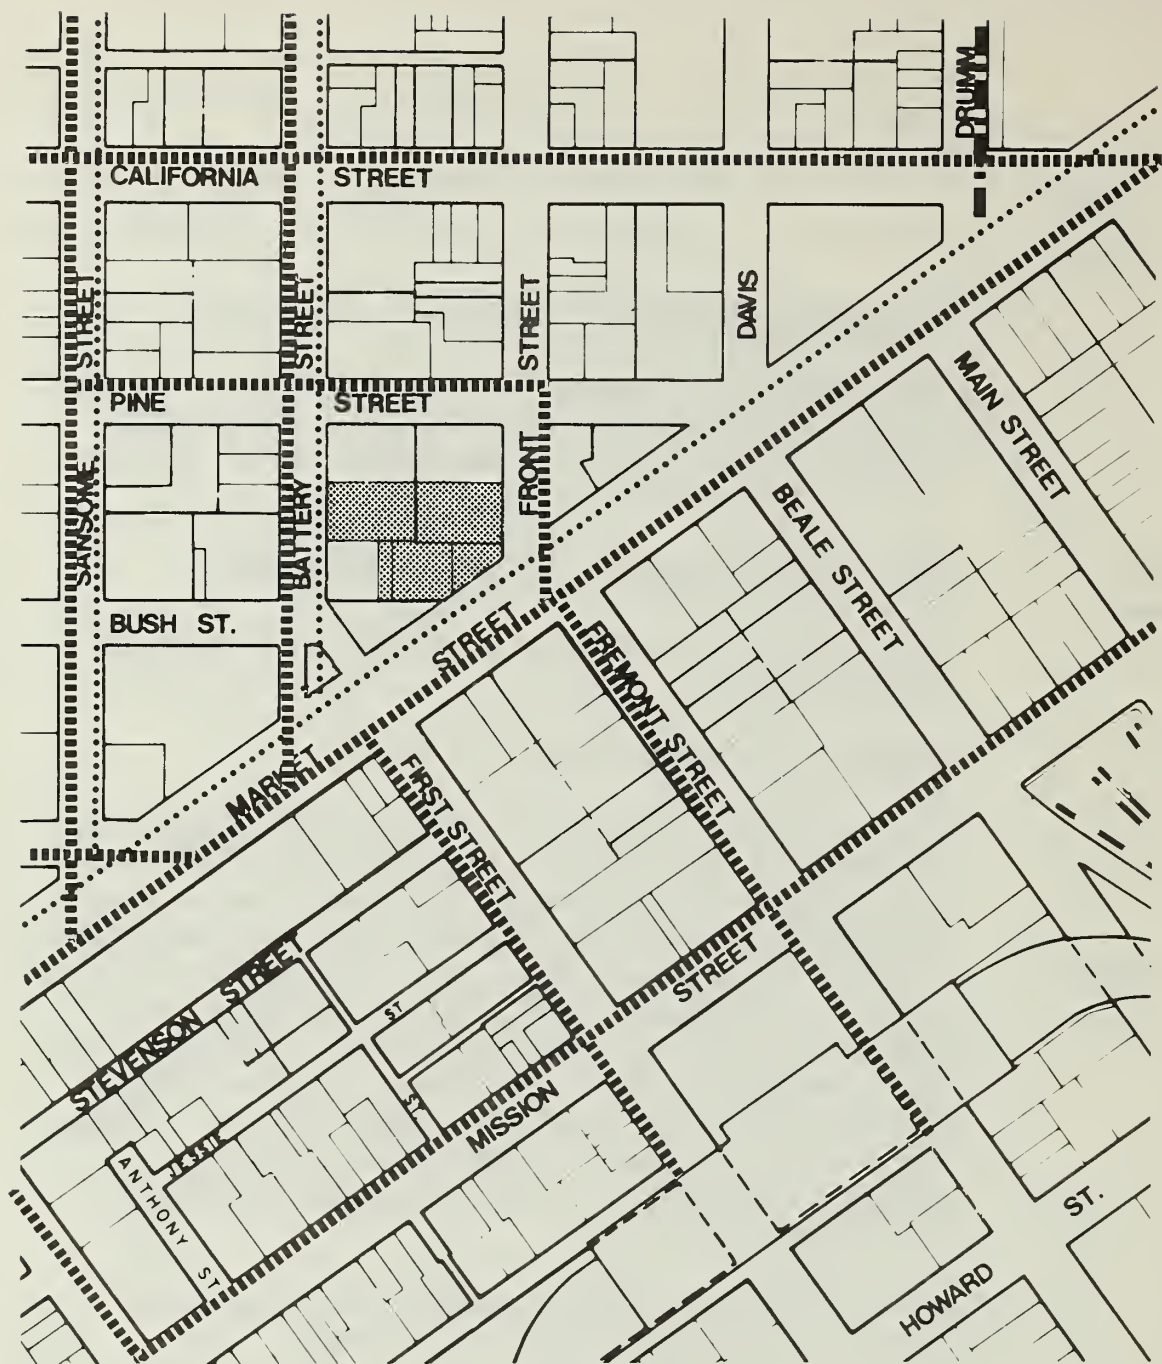 DRUMM
CALIFORNIA STREET
STREET
STREET
STREET
DAVIS
PINE STREET
MAIN STREET
SANSOME
BATTERY
FRONT
BEALE STREET
BUSH ST.
STREET
FREMONT STREET
MARKET
FIRST STREET
STEVENSON STREET
STREET
ST
ST.
MISSION
JESSIE
ANTHONY ST.
ST.
HOWARD